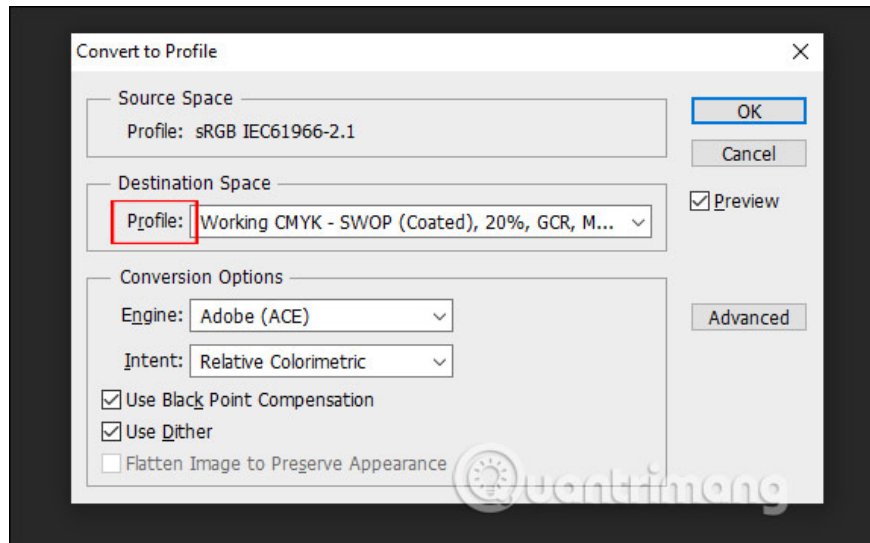 Convert to Profile
Source Space
Profile: sRGB IEC61966-2.1
OK
Cancel
Destination Space
Profile: Working CMYK - SWOP (Coated), 20%, GCR, M...
Preview
Conversion Options
Engine: Adobe (ACE)
Advanced
Intent: Relative Colorimetric
Use Black Point Compensation
Use Dither
Flatten Image to Preserve Appearance
Quantrimang